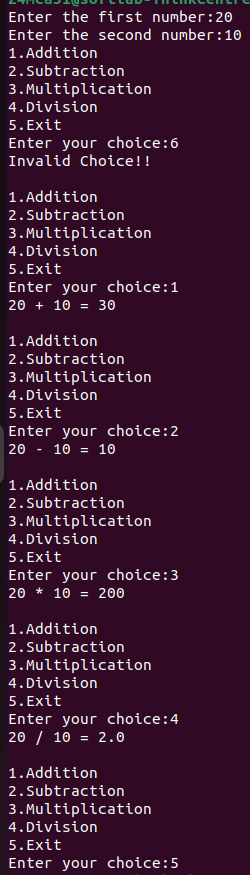 Enter the first number:20
Enter the second number:10
1.Addition
2.Subtraction
3.Multiplication
4.Division
5.Exit
Enter your choice:6
Invalid Choice!!

1.Addition
2.Subtraction
3.Multiplication
4.Division
5.Exit
Enter your choice:1
20 + 10 = 30

1.Addition
2.Subtraction
3.Multiplication
4.Division
5.Exit
Enter your choice:2
20 - 10 = 10

1.Addition
2.Subtraction
3.Multiplication
4.Division
5.Exit
Enter your choice:3
20 * 10 = 200

1.Addition
2.Subtraction
3.Multiplication
4.Division
5.Exit
Enter your choice:4
20 / 10 = 2.0

1.Addition
2.Subtraction
3.Multiplication
4.Division
5.Exit
Enter your choice:5